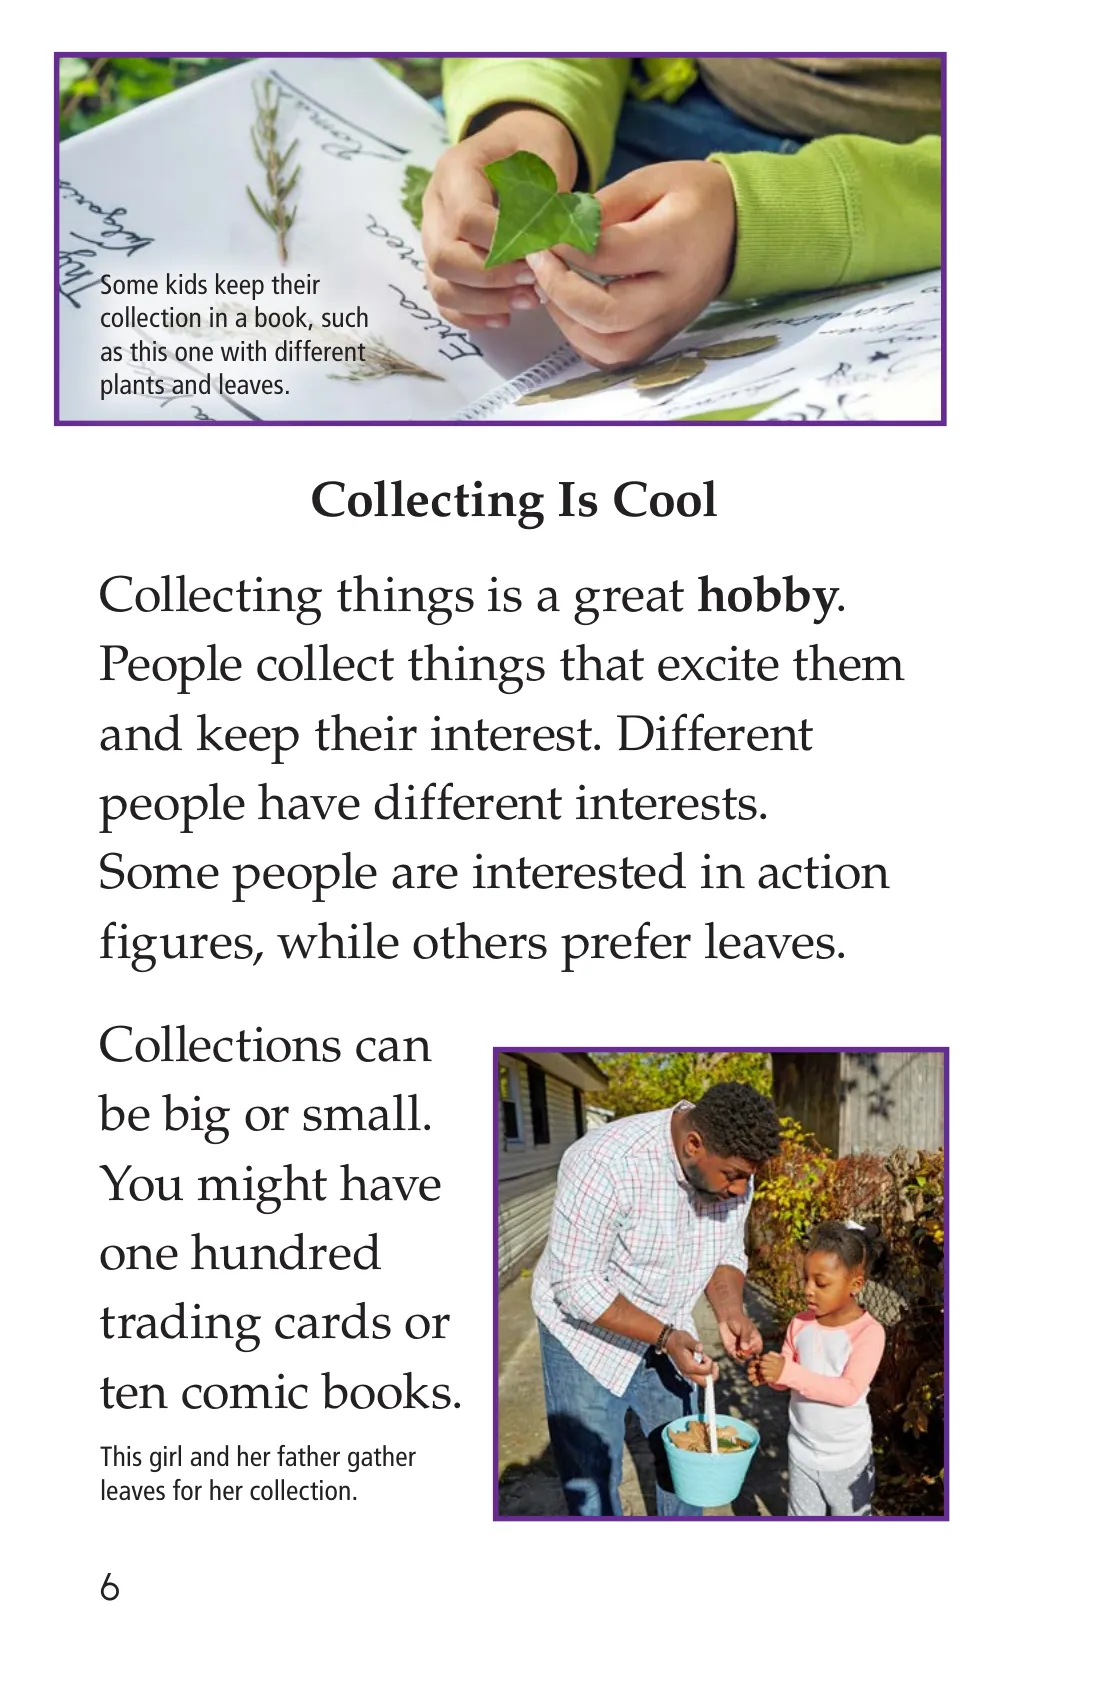 Romar
Vulgaris
Thy
Erica
Some kids keep their
collection in a book, such
as this one with different
plants and leaves.
Collecting Is Cool
Collecting things is a great hobby.
People collect things that excite them
and keep their interest. Different
people have different interests.
Some people are interested in action
figures, while others prefer leaves.
Collections can
be big or small.
You might have
one hundred
trading cards or
ten comic books.
This girl and her father gather
leaves for her collection.
6